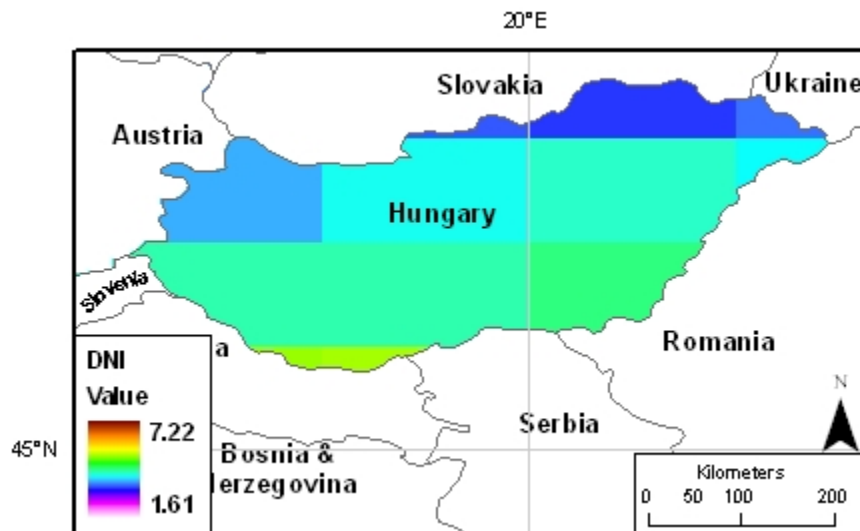 20°E
Slovakia
Ukraine
Austria
Hungary
Slovenia
a
Romania
DNI
Value
7.22
1.61
45°N
Serbia
N
Bosnia &
erzegovina
Kilometers
0 50 100 200